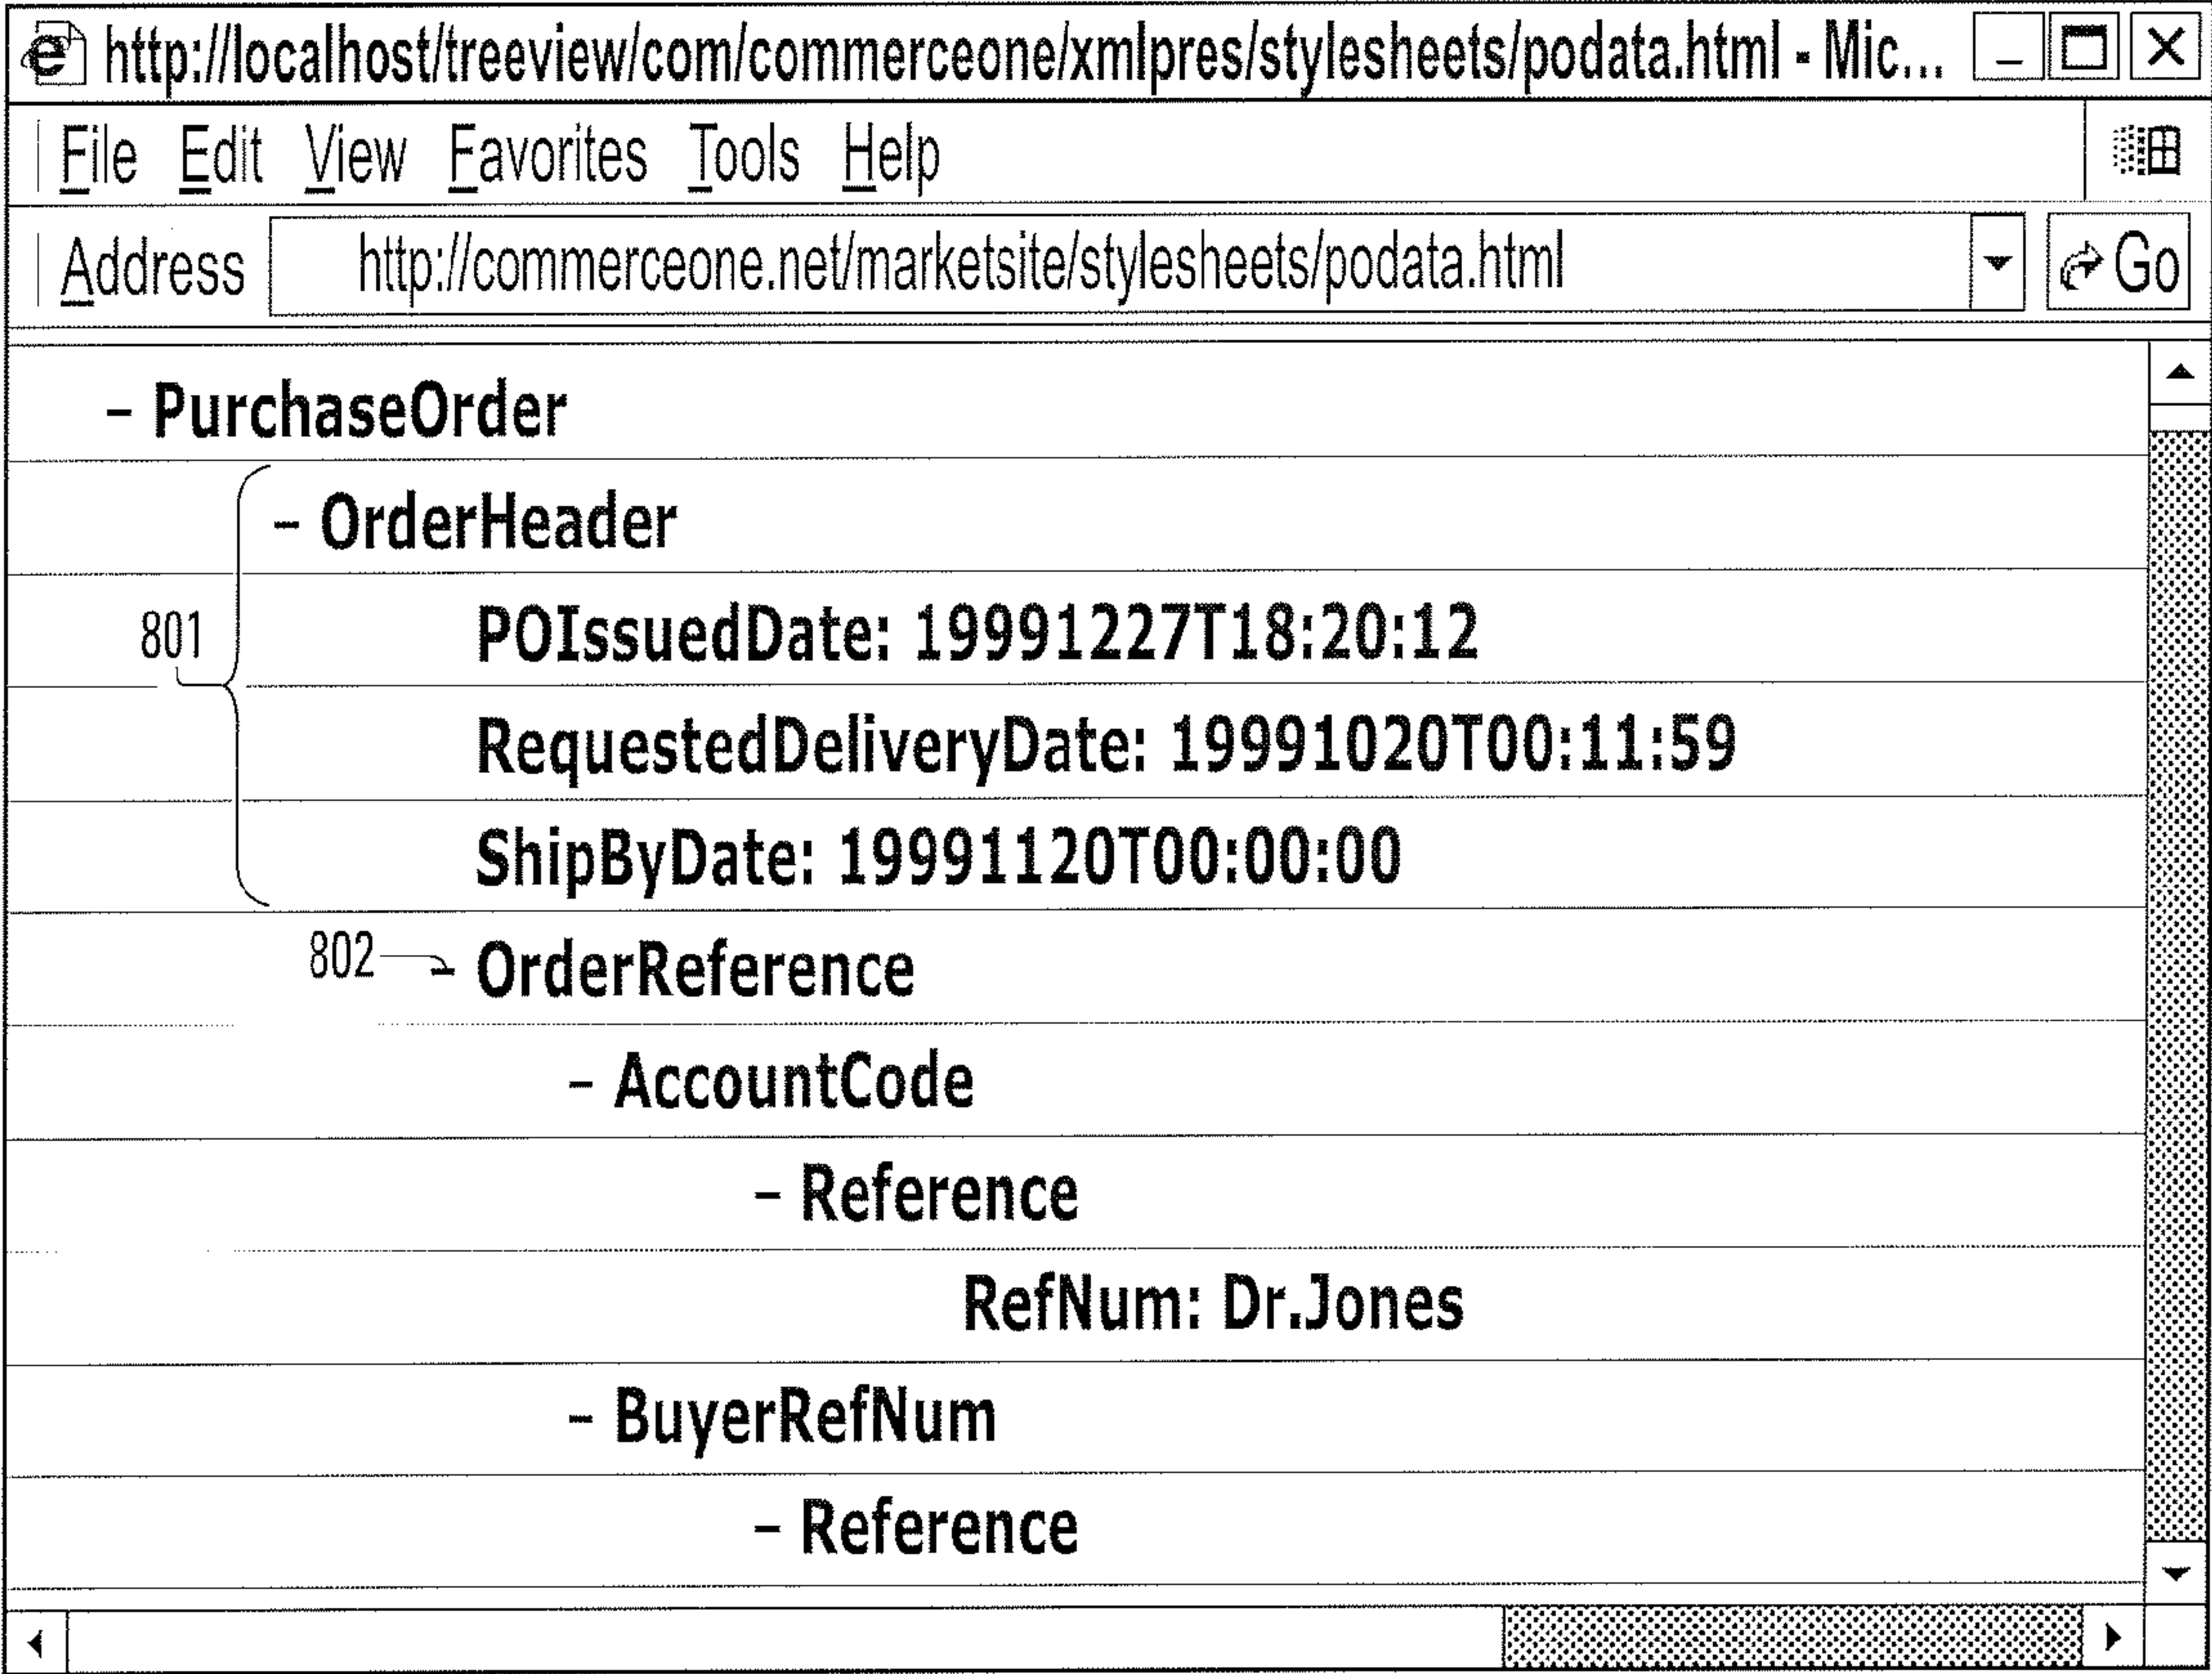 http://localhost/treeview/com/commerceone/xmlpres/stylesheets/podata.html - Mic...
File Edit View Favorites Tools Help
Address http://commerceone.net/marketsite/stylesheets/podata.html Go
– PurchaseOrder
– OrderHeader
801
POIssuedDate: 19991227T18:20:12
RequestedDeliveryDate: 19991020T00:11:59
ShipByDate: 19991120T00:00:00
802 – OrderReference
– AccountCode
– Reference
RefNum: Dr.Jones
– BuyerRefNum
– Reference